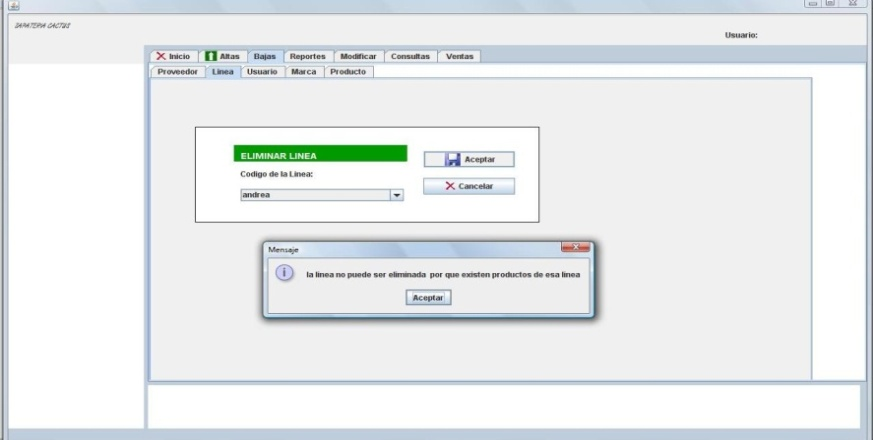 ZAPATERIA CACTUS
Usuario:
Inicio Altas Bajas Reportes Modificar Consultas Ventas
Proveedor Linea Usuario Marca Producto
ELIMINAR LINEA
Codigo de la Linea:
andrea
Aceptar
Cancelar
Mensaje
la linea no puede ser eliminada por que existen productos de esa linea
Aceptar